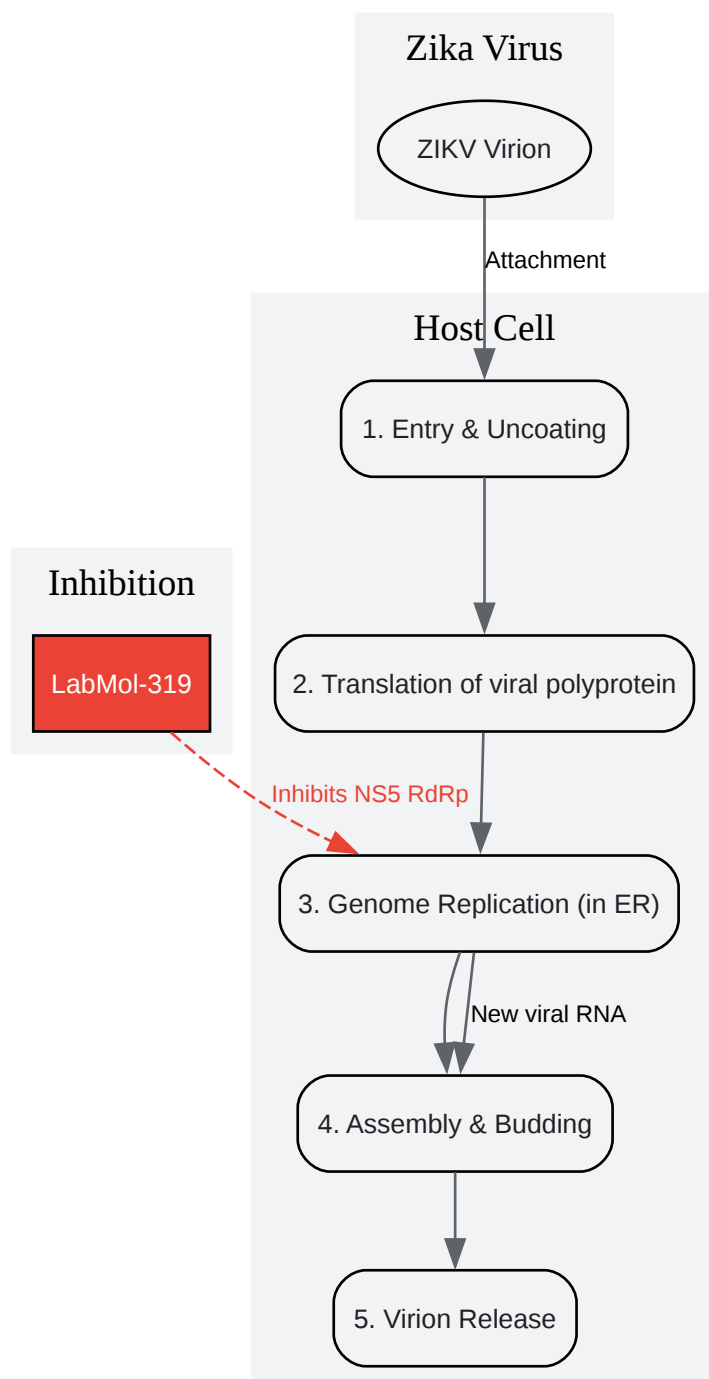 Zika Virus
ZIKV Virion
Attachment
Host Cell
1. Entry & Uncoating
Inhibition
LabMol-319
2. Translation of viral polyprotein
Inhibits NS5 RdRp
3. Genome Replication (in ER)
New viral RNA
4. Assembly & Budding
5. Virion Release